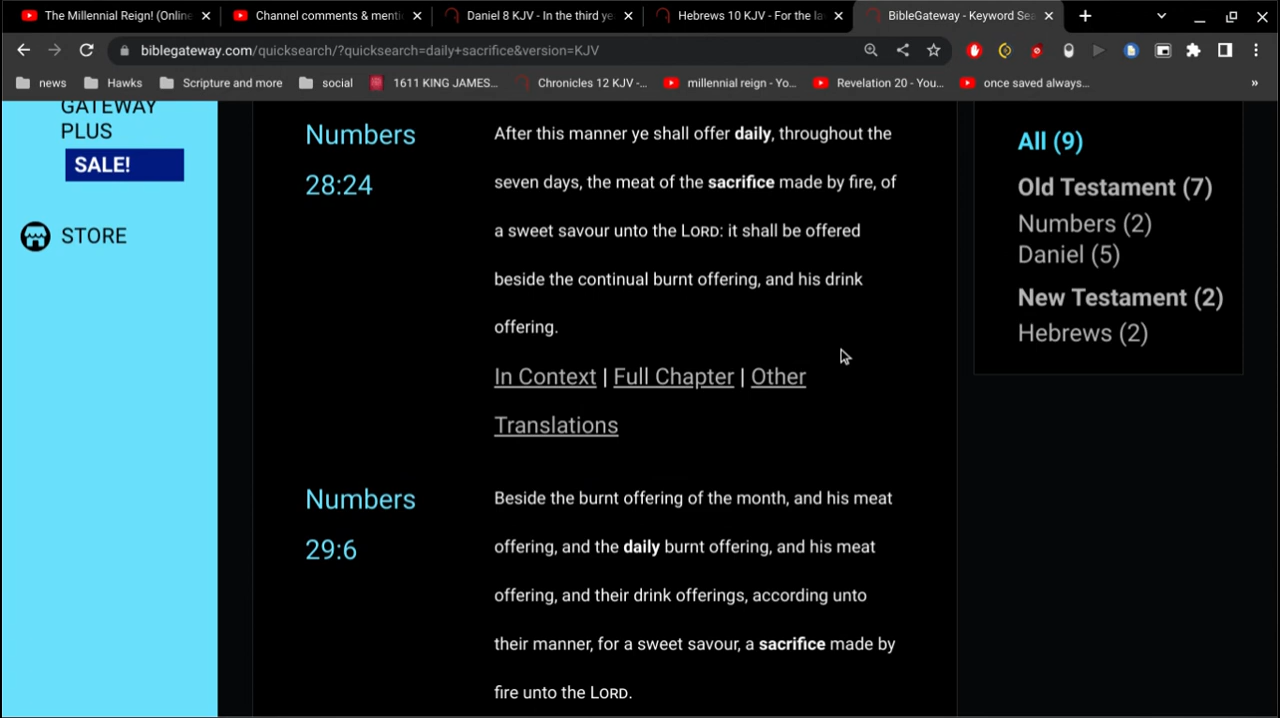 The Millennial Reign! (Online
Channel comments & menti
Daniel 8 KJV - In the third ye
Hebrews 10 KJV - For the la
BibleGateway - Keyword Sea
biblegateway.com/quicksearch/?quicksearch=daily+sacrifice&version=KJV
news
Hawks
Scripture and more
social
1611 KING JAMES...
Chronicles 12 KJV -...
millennial reign - Yo...
Revelation 20 - You...
once saved always...
»
GATEWAY
PLUS
SALE!
STORE
Numbers
28:24
After this manner ye shall offer daily, throughout the
seven days, the meat of the sacrifice made by fire, of
a sweet savour unto the LORD: it shall be offered
beside the continual burnt offering, and his drink
offering.
In Context | Full Chapter | Other
Translations
Numbers
29:6
Beside the burnt offering of the month, and his meat
offering, and the daily burnt offering, and his meat
offering, and their drink offerings, according unto
their manner, for a sweet savour, a sacrifice made by
fire unto the LORD.
All (9)
Old Testament (7)
Numbers (2)
Daniel (5)
New Testament (2)
Hebrews (2)